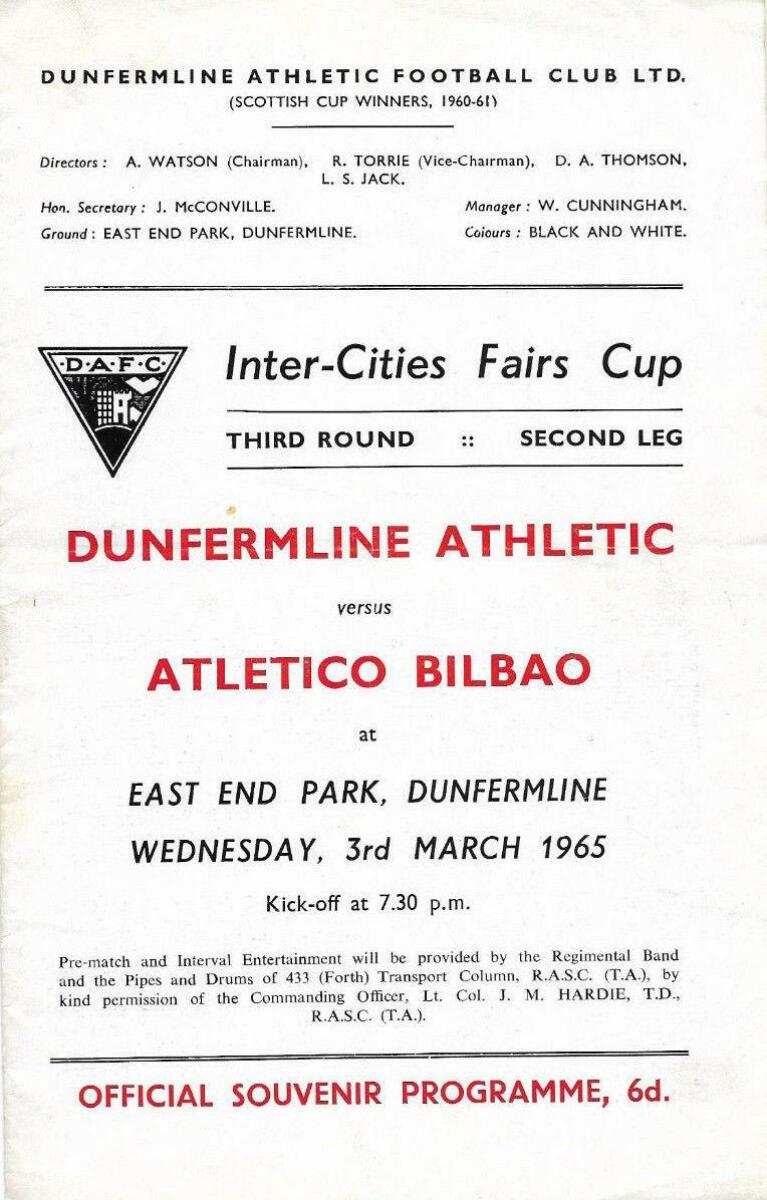 DUNFERMLINE ATHLETIC FOOTBALL CLUB LTD.
(SCOTTISH CUP WINNERS, 1960-61)
Directors : A. WATSON (Chairman), R. TORRIE (Vice-Chairman), D. A. THOMSON,
L. S. JACK.
Hon. Secretary : J. McCONVILLE. Manager : W. CUNNINGHAM.
Ground : EAST END PARK, DUNFERMLINE. Colours : BLACK AND WHITE.
·D·A·F·C·
Inter-Cities Fairs Cup
THIRD ROUND :: SECOND LEG
DUNFERMLINE ATHLETIC
versus
ATLETICO BILBAO
at
EAST END PARK, DUNFERMLINE
WEDNESDAY, 3rd MARCH 1965
Kick-off at 7.30 p.m.
Pre-match and Interval Entertainment will be provided by the Regimental Band
and the Pipes and Drums of 433 (Forth) Transport Column, R.A.S.C. (T.A.), by
kind permission of the Commanding Officer, Lt. Col. J. M. HARDIE, T.D.,
R.A.S.C. (T.A.).
OFFICIAL SOUVENIR PROGRAMME, 6d.